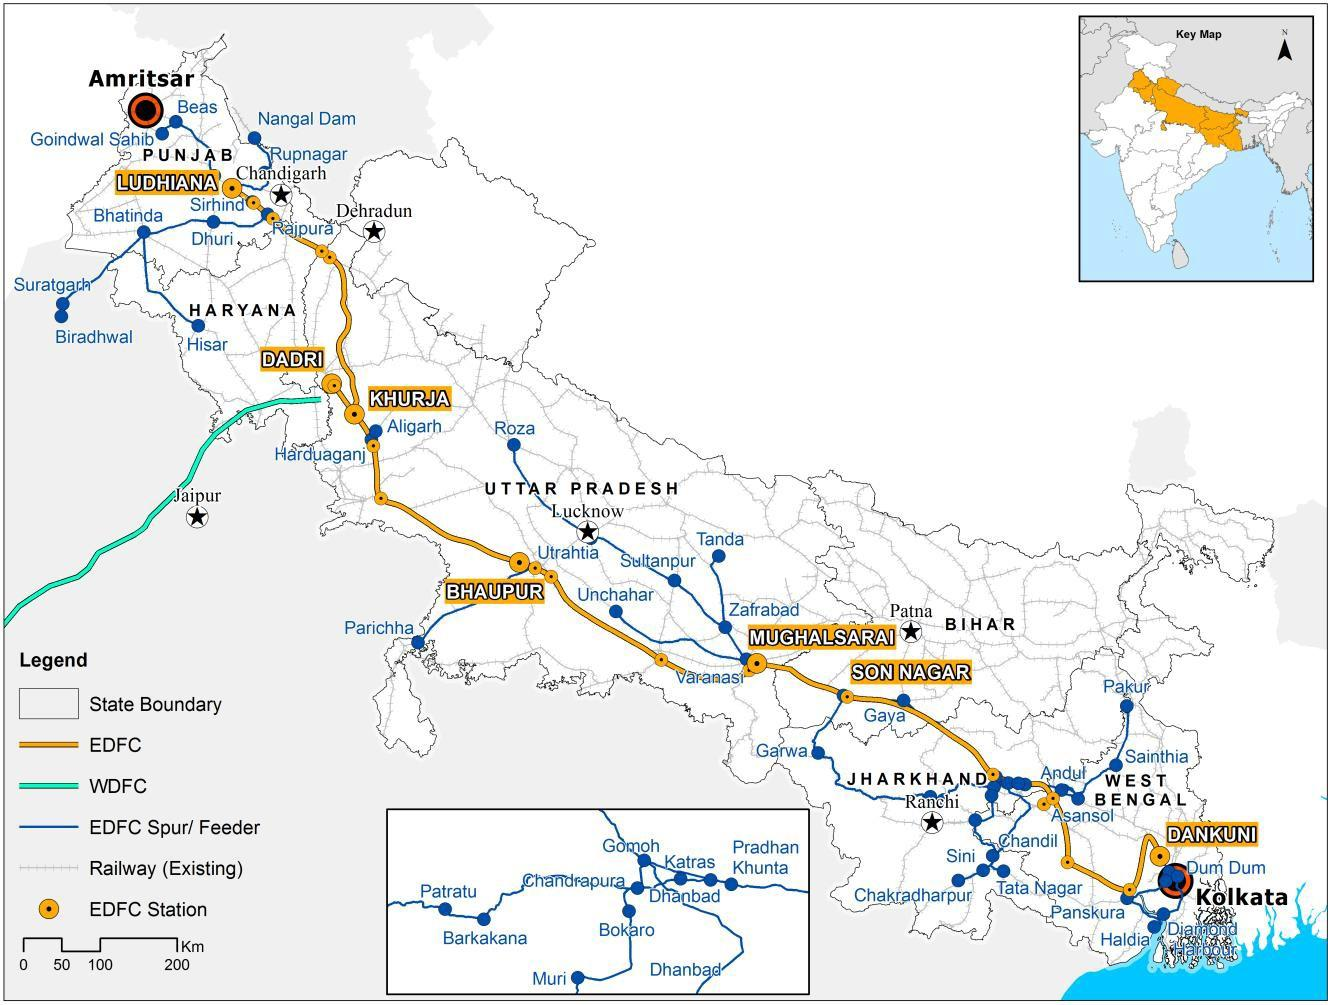 Key Map
N
Amritsar
Beas
Nangal Dam
Goindwal Sahib
PUNJAB
Rupnagar
Chandigarh
LUDHIANA
Sirhind
Dehradun
Bhatinda
Dhuri
Rajpura
Suratgarh
HARYANA
Biradhwal
Hisar
DADRI
KHURJA
Aligarh
Roza
Harduaganj
UTTAR PRADESH
Jaipur
Lucknow
Utrahtia
Tanda
Sultanpur
BHAUPUR
Unchahar
Zafrabad
Patna
BIHAR
Parichha
MUGHALSARAI
Varanasi
SON NAGAR
Gaya
Pakur
Garwa
Sainthia
JHARKHAND
Andul
WEST
BENGAL
Ranchi
Asansol
Chandil
DANKUNI
Sini
Dum Dum
Chakradharpur
Tata Nagar
Kolkata
Panskura
Haldia
Diamond
Harbour
Legend
State Boundary
EDFC
WDFC
EDFC Spur/ Feeder
Railway (Existing)
EDFC Station
Km
0 50 100 200
Gomoh
Pradhan
Khunta
Katras
Chandrapura
Patratu
Dhanbad
Barkakana
Bokaro
Muri
Dhanbad